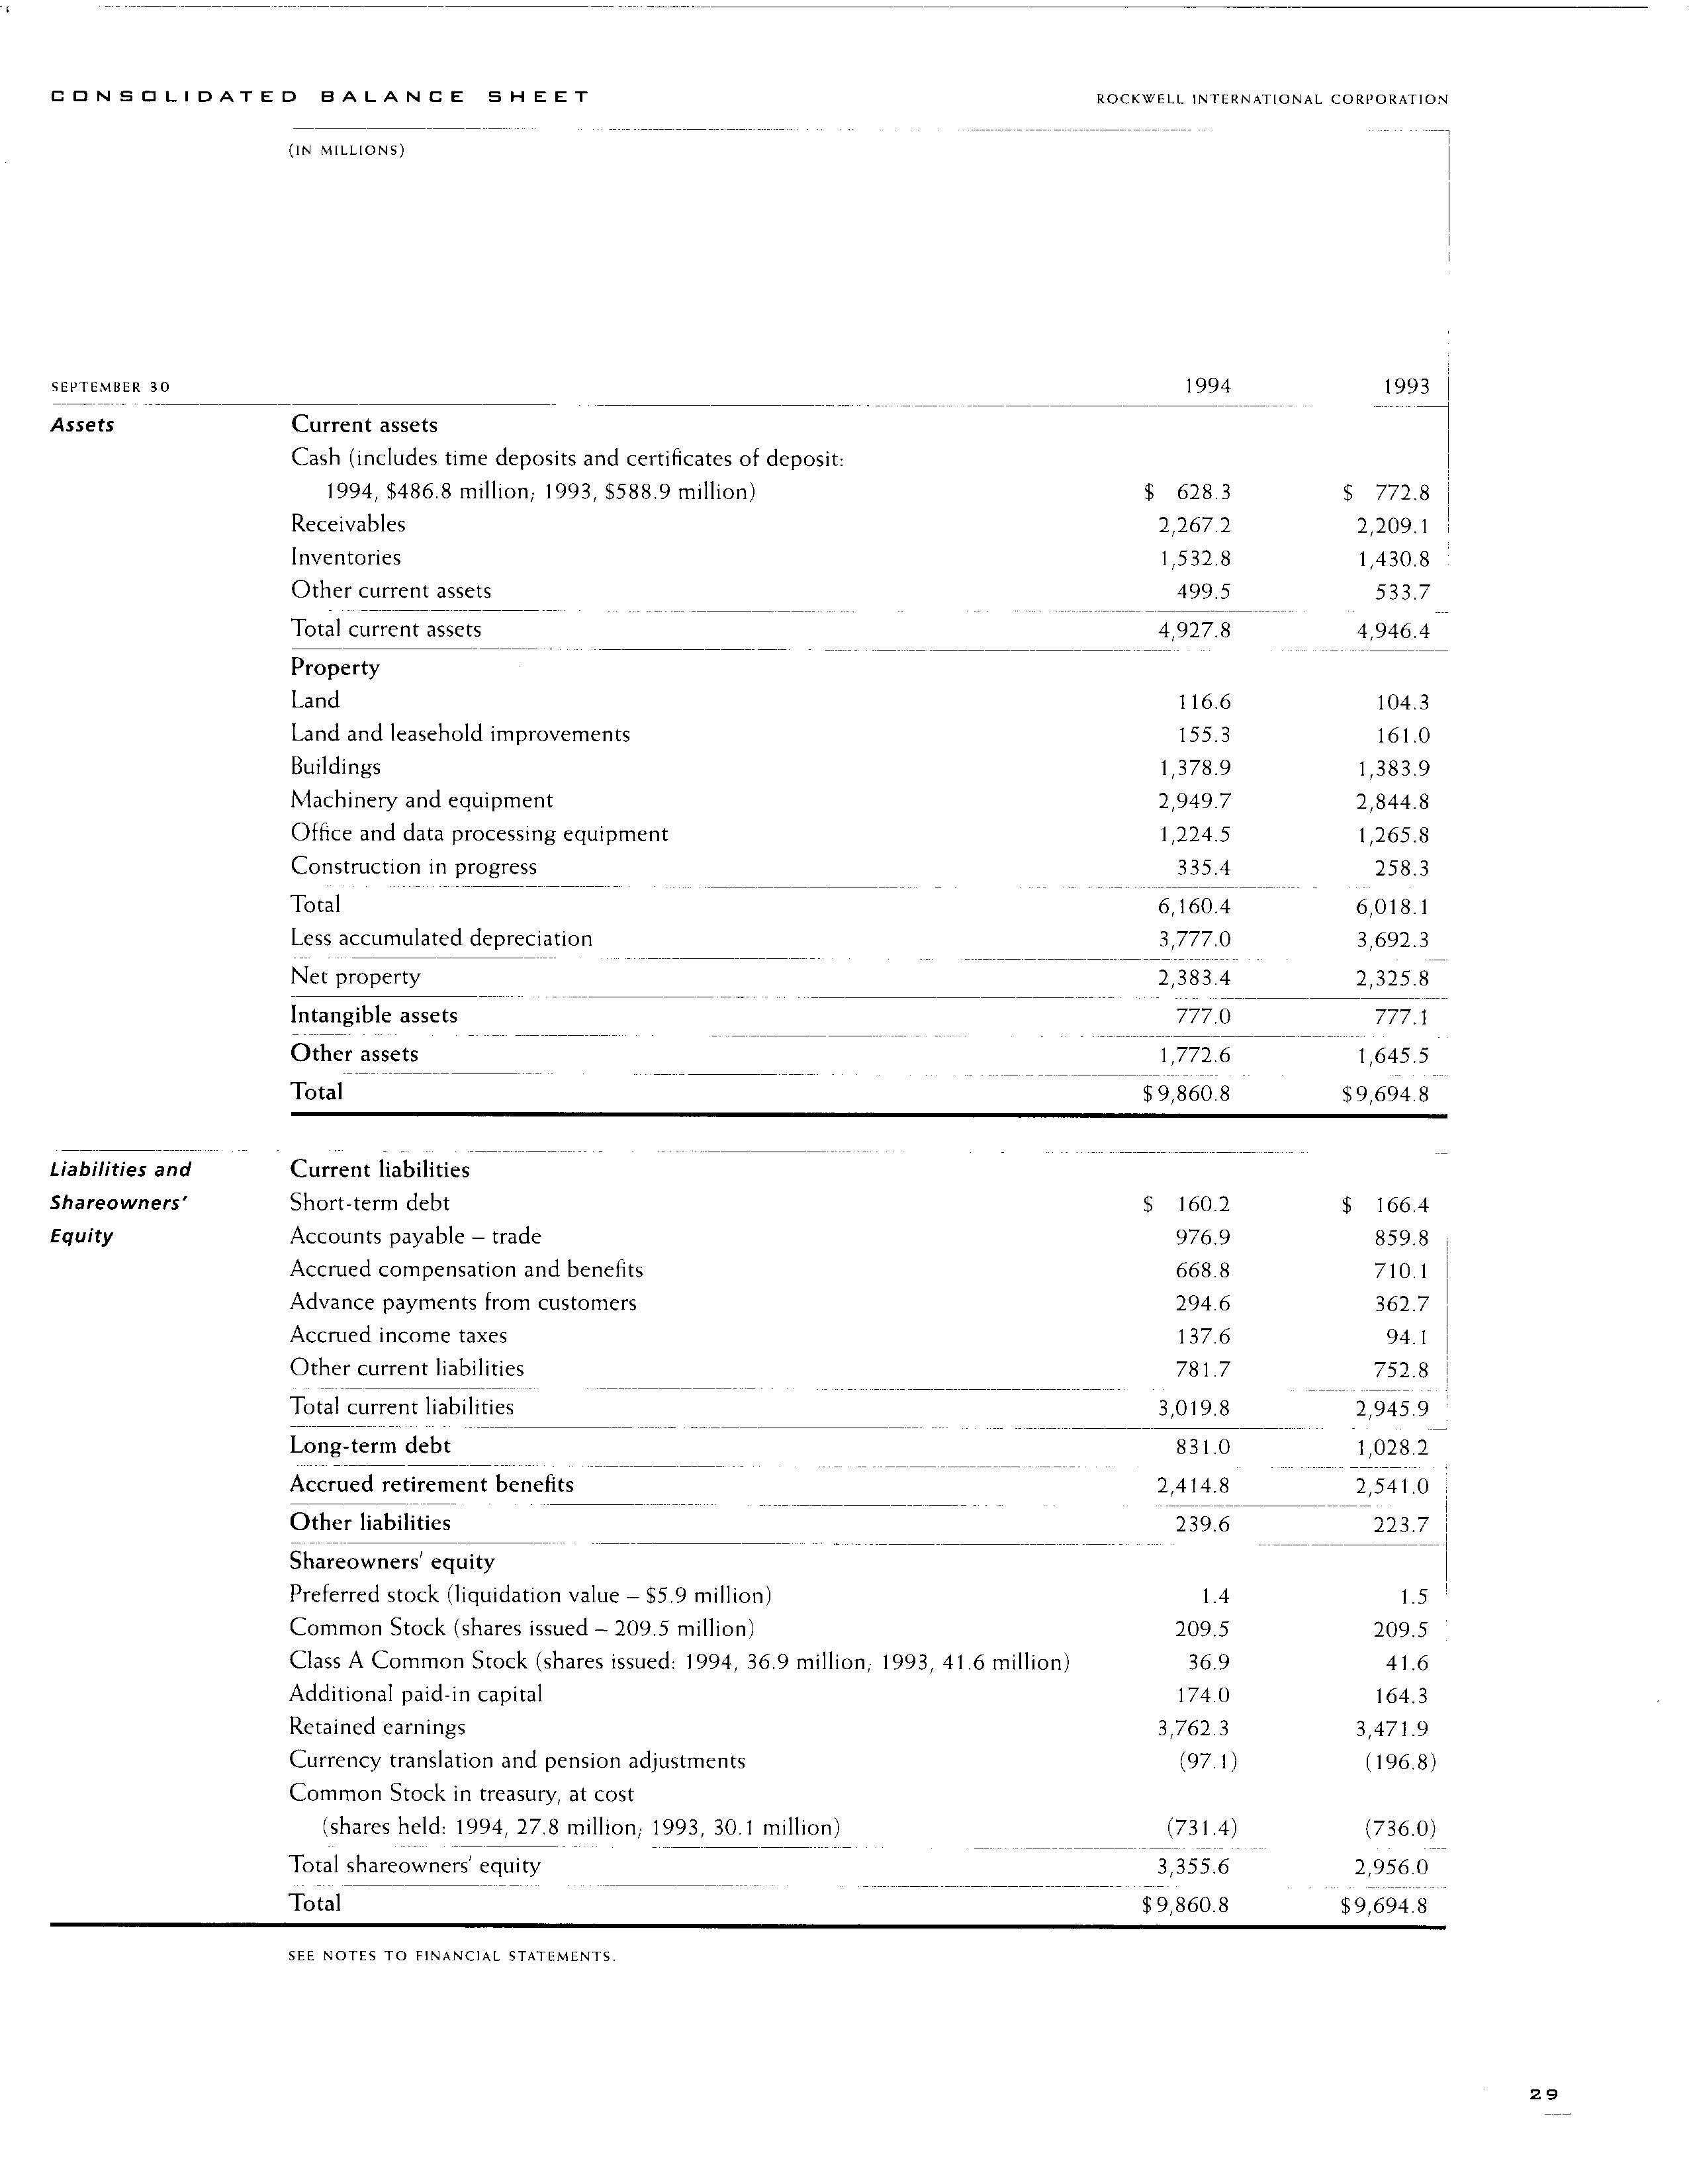 CONSOLIDATED BALANCE SHEET ROCKWELL INTERNATIONAL CORPORATION
(IN MILLIONS)
SEPTEMBER 30 1994 1993
Assets Current assets
Cash (includes time deposits and certificates of deposit:
1994, $486.8 million; 1993, $588.9 million) $ 628.3 $ 772.8
Receivables 2,267.2 2,209.1
Inventories 1,532.8 1,430.8
Other current assets 499.5 533.7
Total current assets 4,927.8 4,946.4
Property
Land 116.6 104.3
Land and leasehold improvements 155.3 161.0
Buildings 1,378.9 1,383.9
Machinery and equipment 2,949.7 2,844.8
Office and data processing equipment 1,224.5 1,265.8
Construction in progress 335.4 258.3
Total 6,160.4 6,018.1
Less accumulated depreciation 3,777.0 3,692.3
Net property 2,383.4 2,325.8
Intangible assets 777.0 777.1
Other assets 1,772.6 1,645.5
Total $9,860.8 $9,694.8
Liabilities and Current liabilities
Shareowners' Short-term debt $ 160.2 $ 166.4
Equity Accounts payable – trade 976.9 859.8
Accrued compensation and benefits 668.8 710.1
Advance payments from customers 294.6 362.7
Accrued income taxes 137.6 94.1
Other current liabilities 781.7 752.8
Total current liabilities 3,019.8 2,945.9
Long-term debt 831.0 1,028.2
Accrued retirement benefits 2,414.8 2,541.0
Other liabilities 239.6 223.7
Shareowners' equity
Preferred stock (liquidation value – $5.9 million) 1.4 1.5
Common Stock (shares issued – 209.5 million) 209.5 209.5
Class A Common Stock (shares issued: 1994, 36.9 million; 1993, 41.6 million) 36.9 41.6
Additional paid-in capital 174.0 164.3
Retained earnings 3,762.3 3,471.9
Currency translation and pension adjustments (97.1) (196.8)
Common Stock in treasury, at cost
(shares held: 1994, 27.8 million; 1993, 30.1 million) (731.4) (736.0)
Total shareowners' equity 3,355.6 2,956.0
Total $9,860.8 $9,694.8
SEE NOTES TO FINANCIAL STATEMENTS.
29